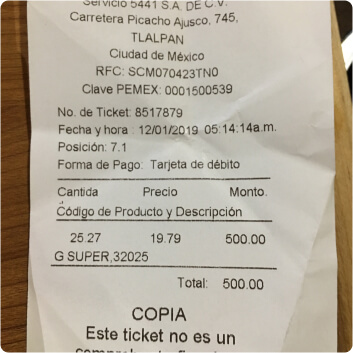 Servicio 5441 S.A. DE C.V.
Carretera Picacho Ajusco, 745,
TLALPAN
Ciudad de México
RFC: SCM070423TN0
Clave PEMEX: 0001500539
No. de Ticket: 8517879
Fecha y hora : 12/01/2019 05:14:14a.m.
Posición: 7.1
Forma de Pago: Tarjeta de débito
Cantida Precio Monto.
Código de Producto y Descripción
25.27 19.79 500.00
G SUPER,32025
Total: 500.00
COPIA
Este ticket no es un